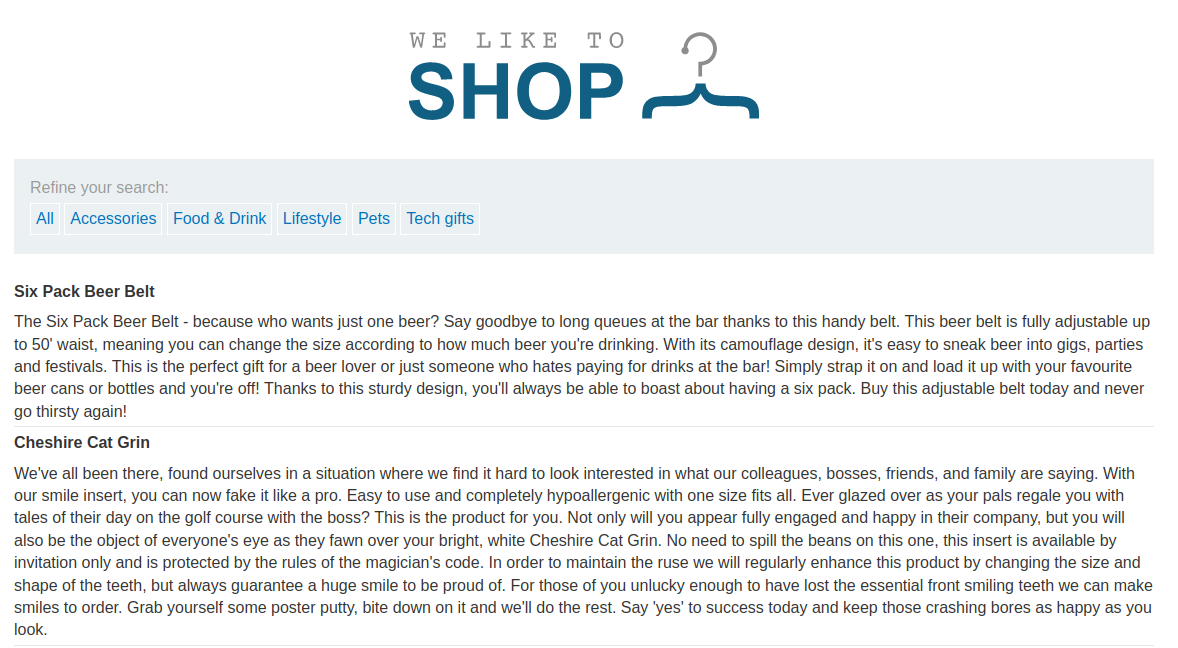 WE LIKE TO
SHOP
Refine your search:
All Accessories Food & Drink Lifestyle Pets Tech gifts
Six Pack Beer Belt
The Six Pack Beer Belt - because who wants just one beer? Say goodbye to long queues at the bar thanks to this handy belt. This beer belt is fully adjustable up
to 50' waist, meaning you can change the size according to how much beer you're drinking. With its camouflage design, it's easy to sneak beer into gigs, parties
and festivals. This is the perfect gift for a beer lover or just someone who hates paying for drinks at the bar! Simply strap it on and load it up with your favourite
beer cans or bottles and you're off! Thanks to this sturdy design, you'll always be able to boast about having a six pack. Buy this adjustable belt today and never
go thirsty again!
Cheshire Cat Grin
We've all been there, found ourselves in a situation where we find it hard to look interested in what our colleagues, bosses, friends, and family are saying. With
our smile insert, you can now fake it like a pro. Easy to use and completely hypoallergenic with one size fits all. Ever glazed over as your pals regale you with
tales of their day on the golf course with the boss? This is the product for you. Not only will you appear fully engaged and happy in their company, but you will
also be the object of everyone's eye as they fawn over your bright, white Cheshire Cat Grin. No need to spill the beans on this one, this insert is available by
invitation only and is protected by the rules of the magician's code. In order to maintain the ruse we will regularly enhance this product by changing the size and
shape of the teeth, but always guarantee a huge smile to be proud of. For those of you unlucky enough to have lost the essential front smiling teeth we can make
smiles to order. Grab yourself some poster putty, bite down on it and we'll do the rest. Say 'yes' to success today and keep those crashing bores as happy as you
look.